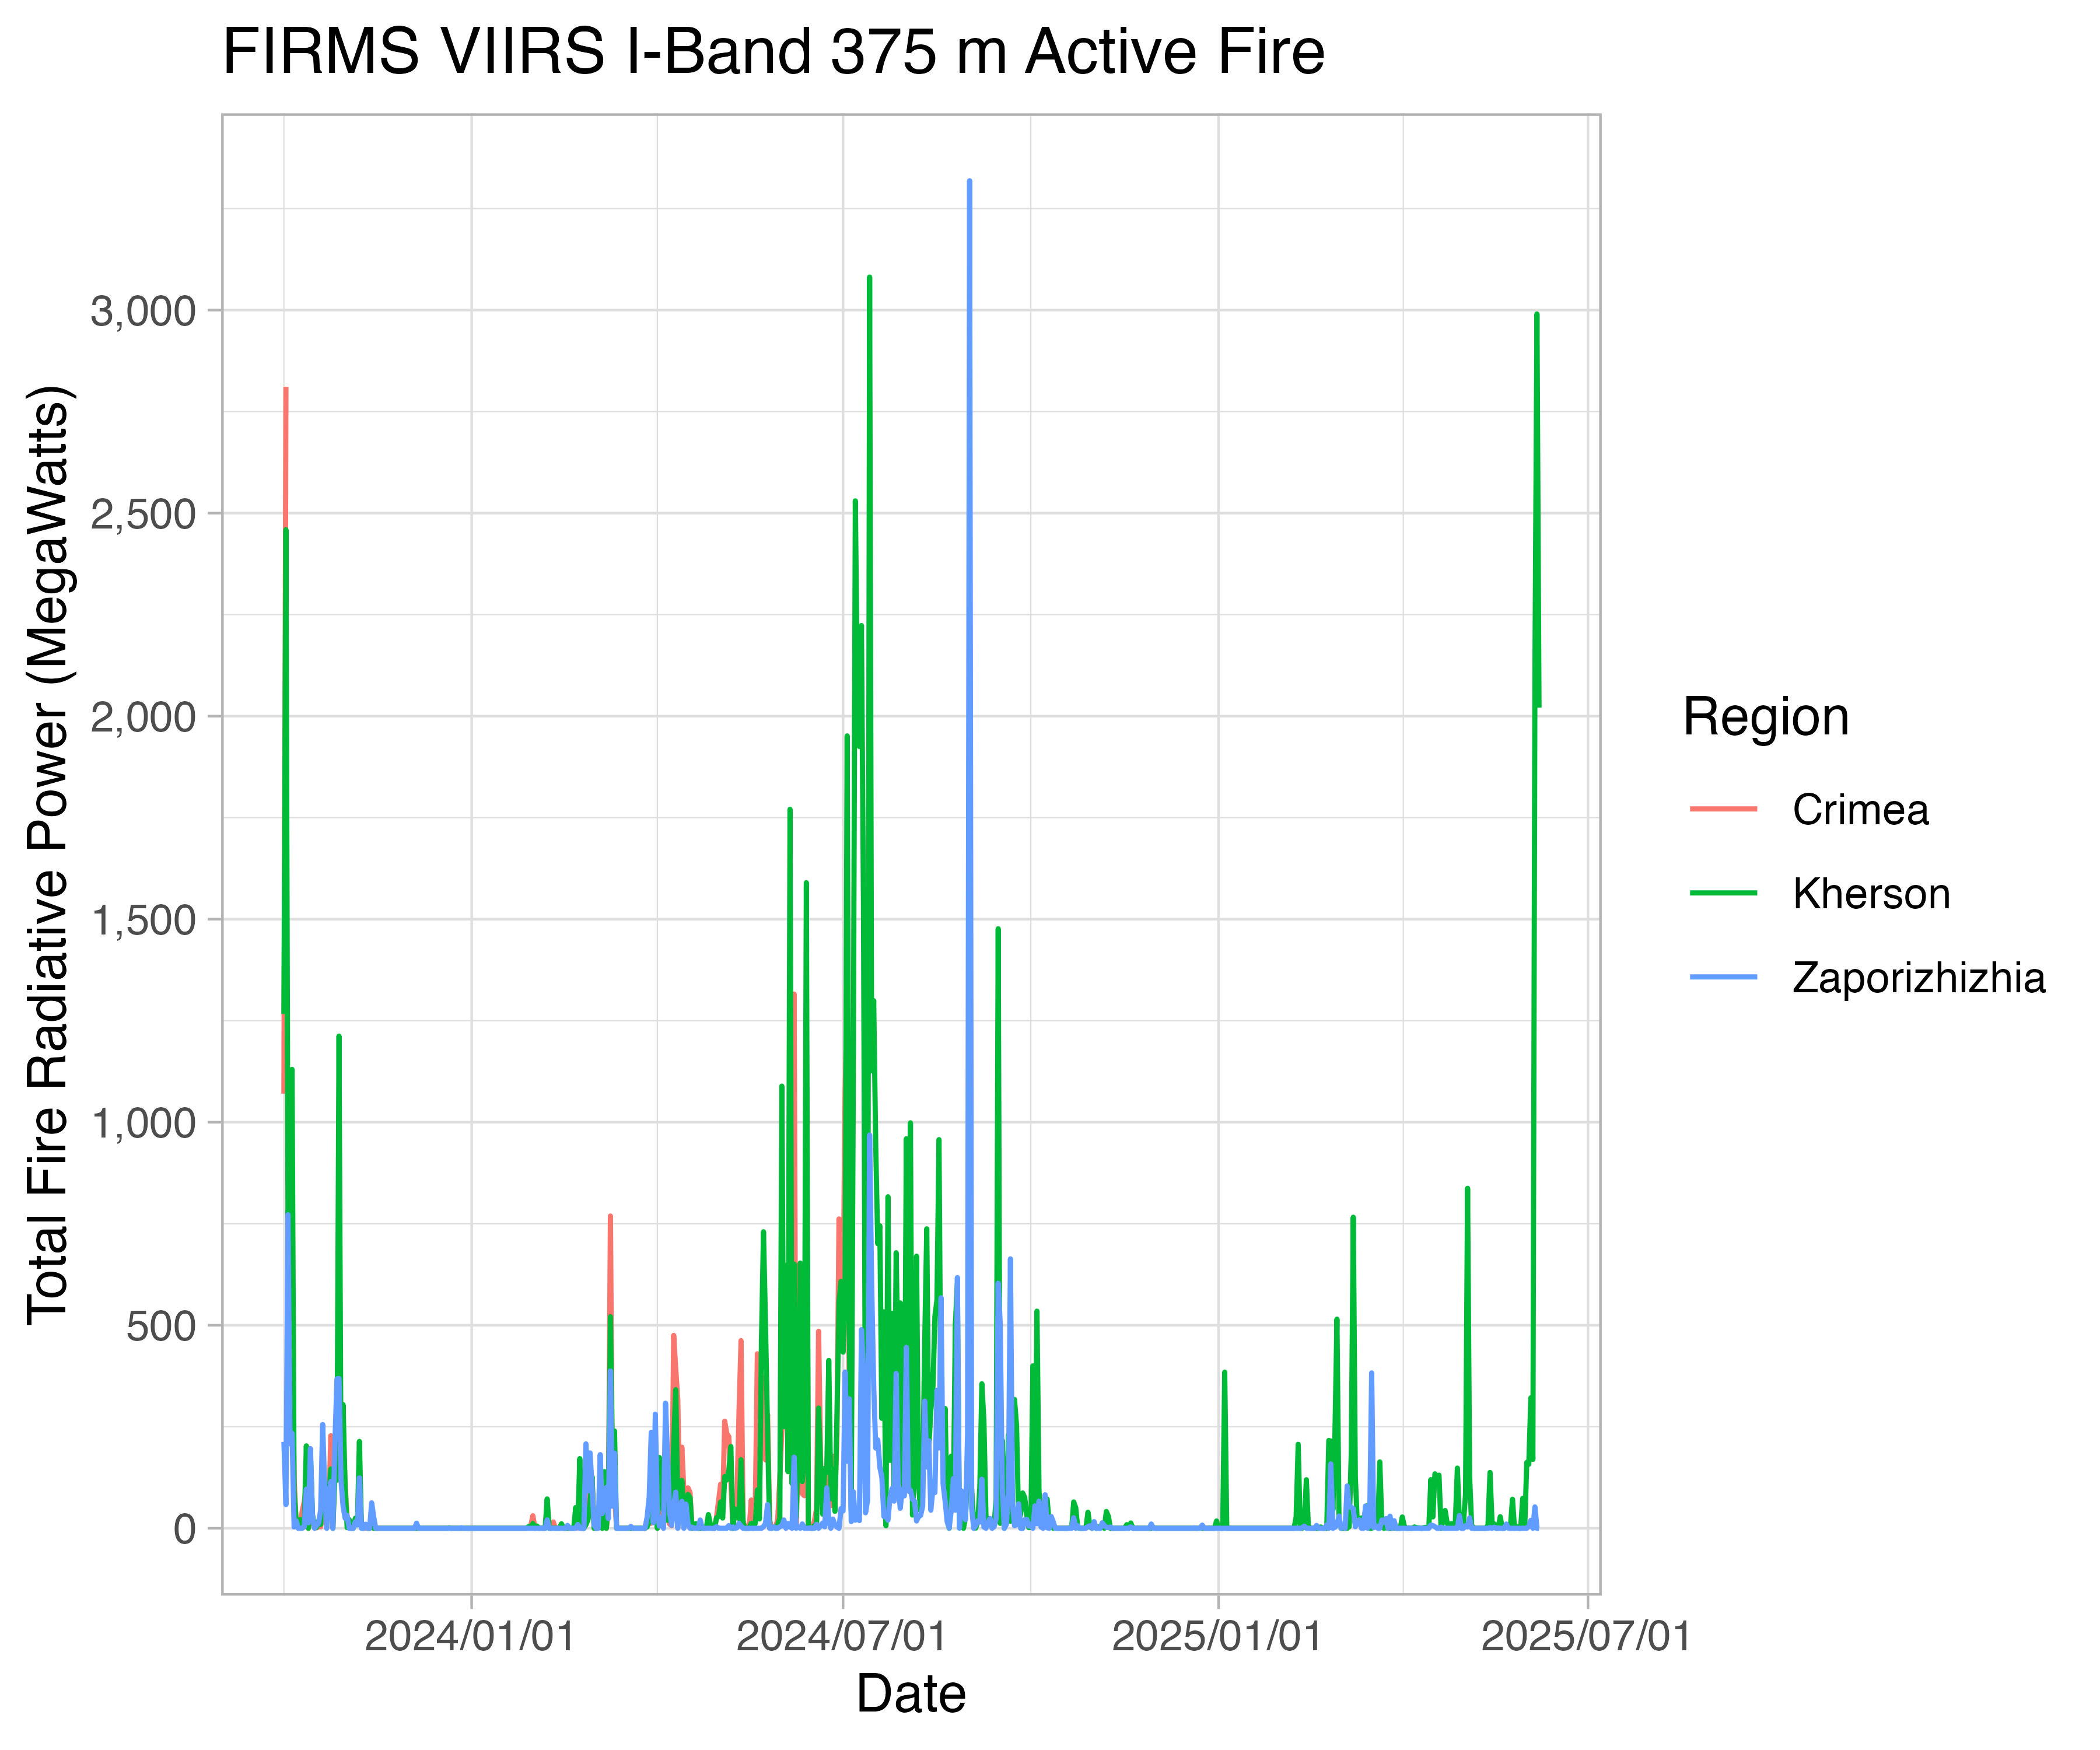 FIRMS VIIRS I-Band 375 m Active Fire
Total Fire Radiative Power (MegaWatts)
3,000
2,500
2,000
1,500
1,000
500
0
2024/01/01
2024/07/01
2025/01/01
2025/07/01
Date
Region
Crimea
Kherson
Zaporizhizhia